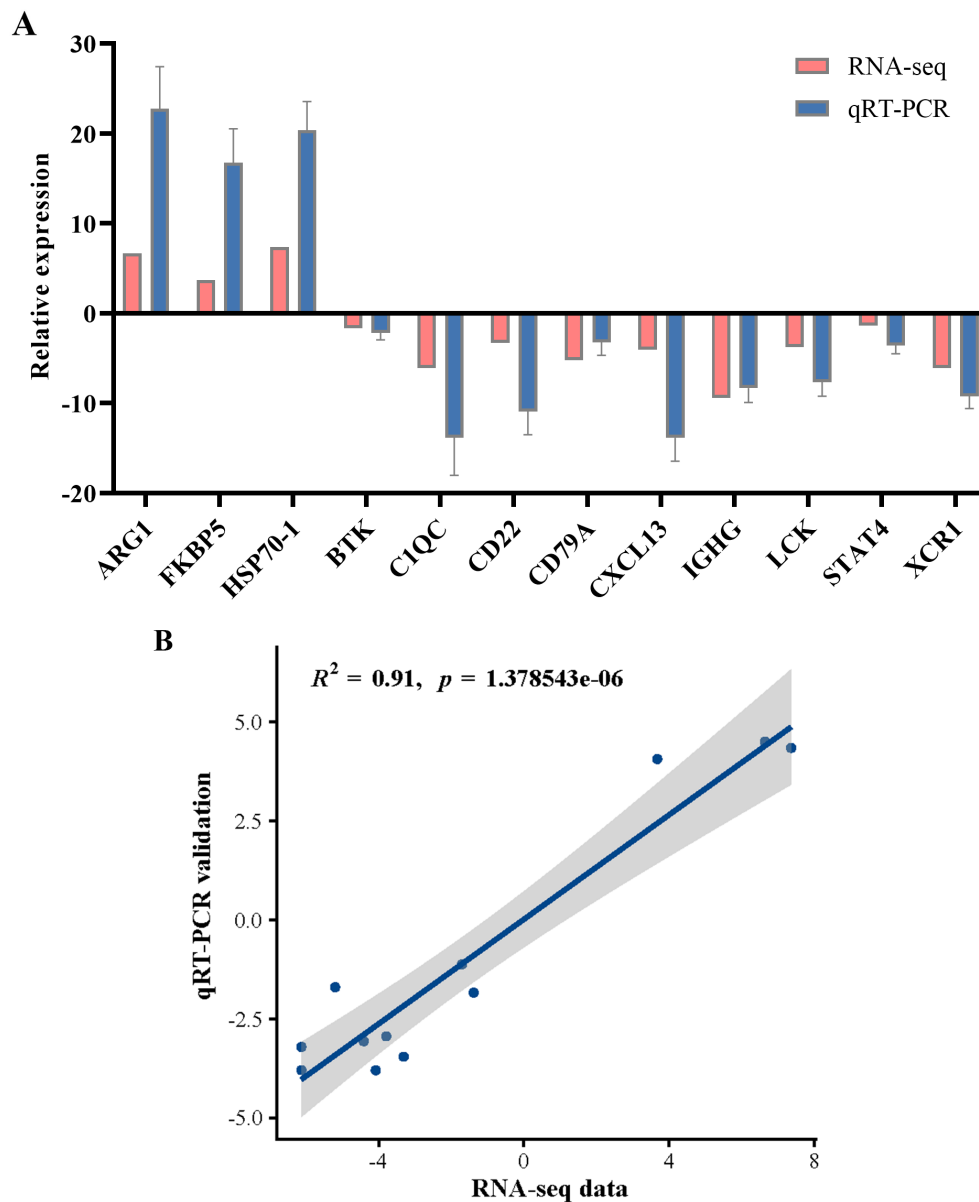 A
30
20
10
0
-10
-20
Relative expression
RNA-seq
qRT-PCR
ARG1
FKBP5
HSP70-1
BTK
C1QC
CD22
CD79A
CXCL13
IGHG
LCK
STAT4
XCR1
B
R² = 0.91, p = 1.378543e-06
5.0
2.5
0.0
-2.5
-5.0
qRT-PCR validation
-4 0 4 8
RNA-seq data